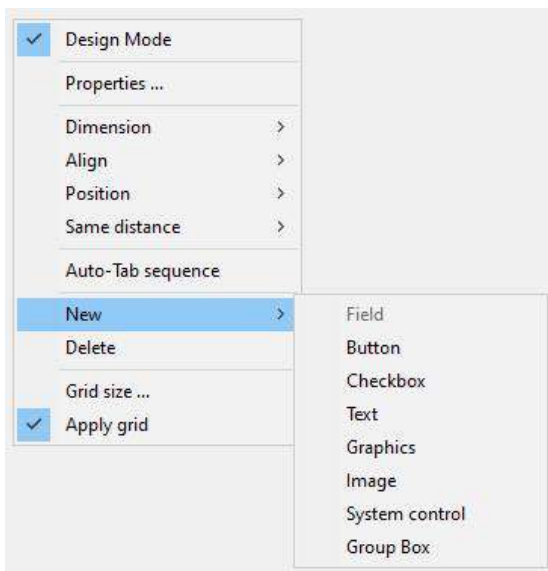 Design Mode
Properties ...
Dimension
Align
Position
Same distance
Auto-Tab sequence
New
Delete
Grid size ...
Apply grid
Field
Button
Checkbox
Text
Graphics
Image
System control
Group Box